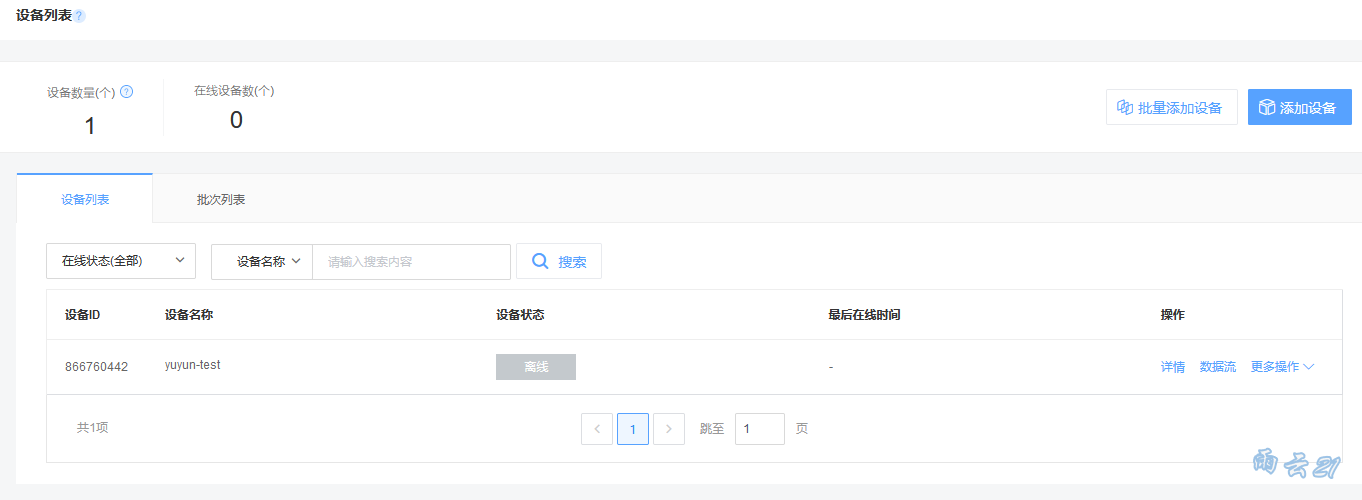 设备列表?
设备数量(个) ?
在线设备数(个)
1
0
批量添加设备
添加设备
设备列表
批次列表
在线状态(全部)
设备名称
请输入搜索内容
搜索
设备ID 设备名称 设备状态 最后在线时间 操作
866760442 yuyun-test 离线 - 详情 数据流 更多操作
共1项
1
跳至 1 页
雨云21